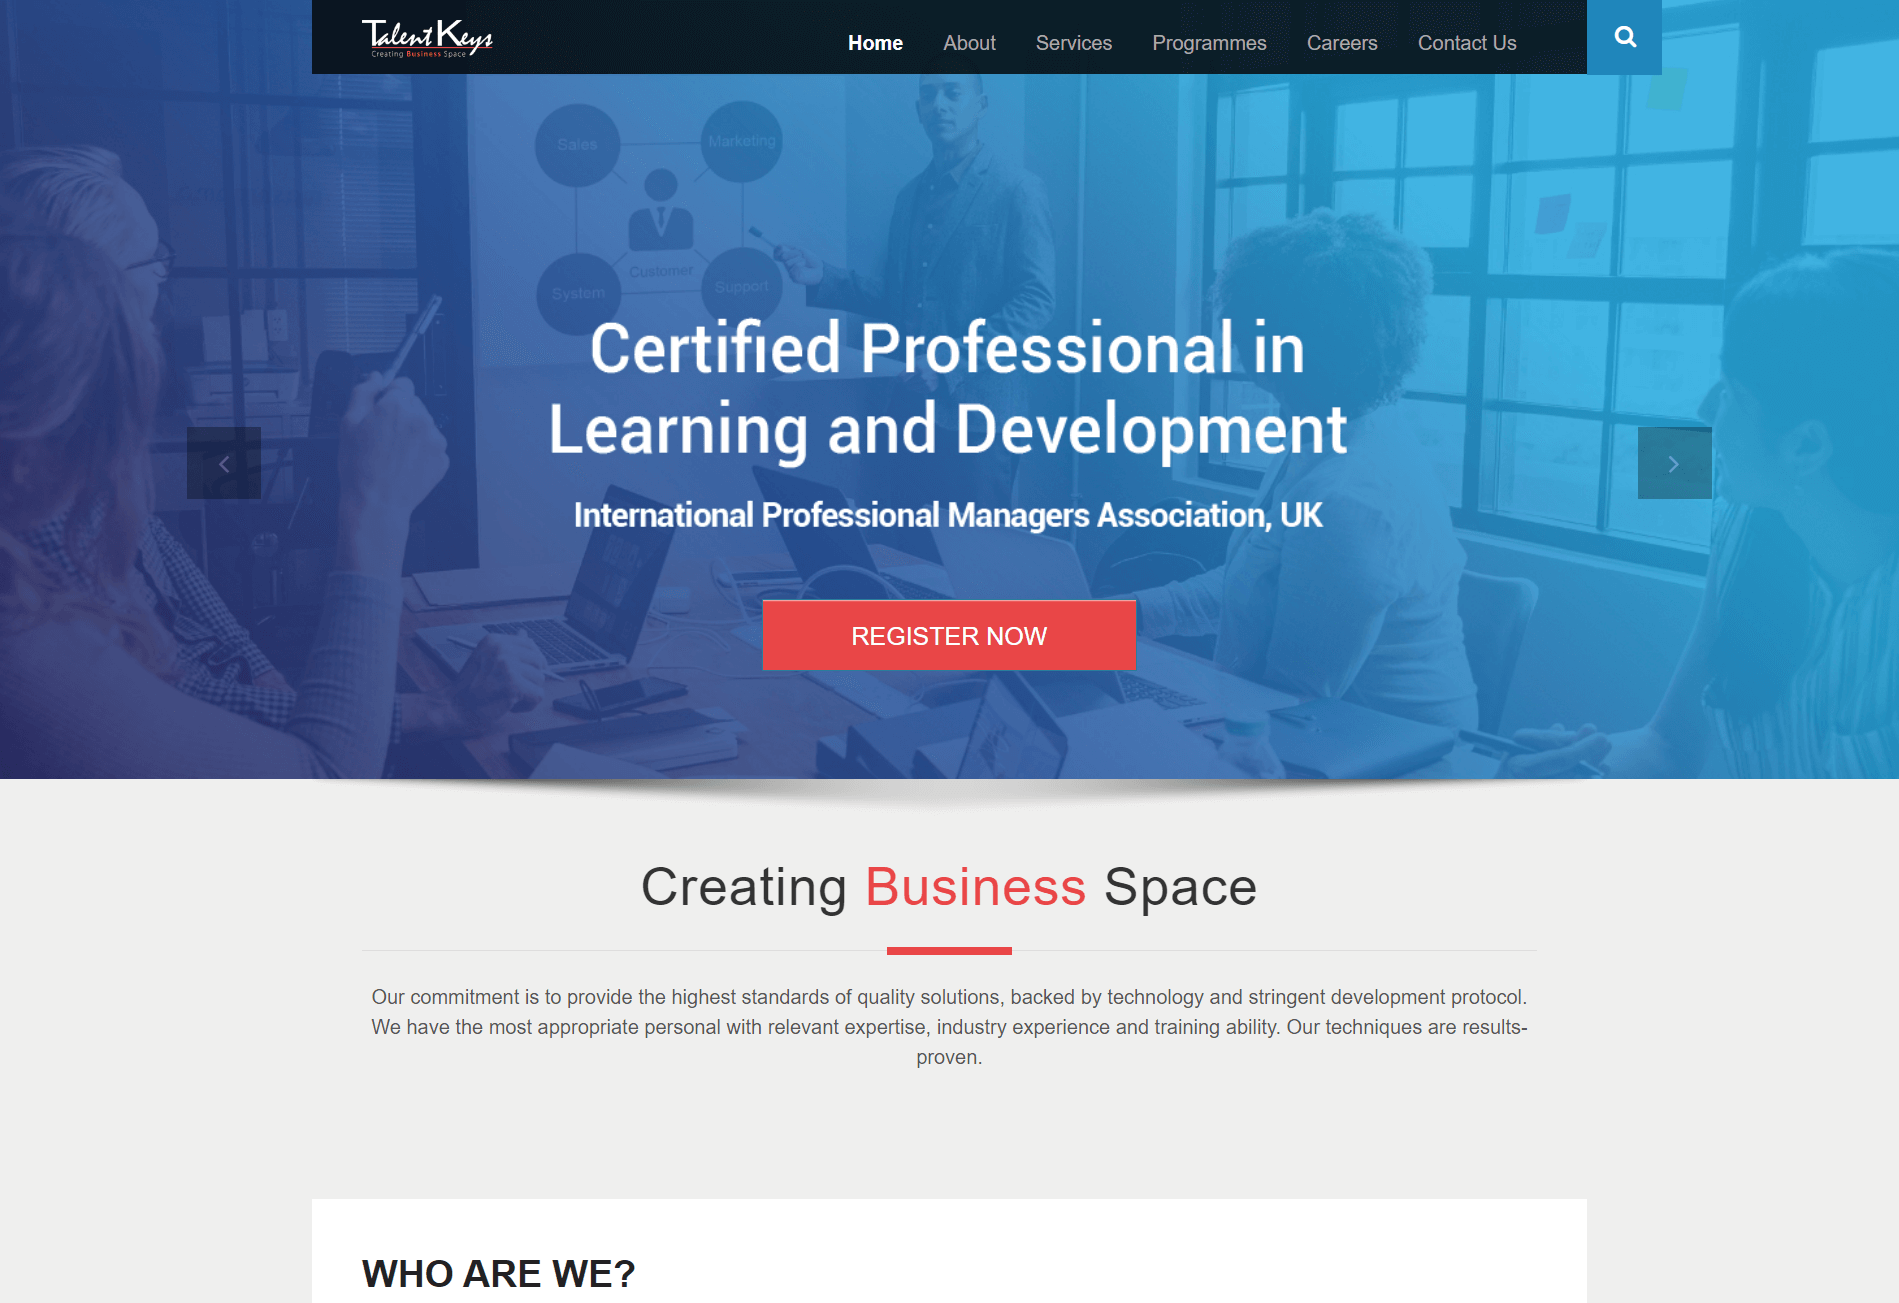 Talent Keys
Creating Business Space
Home
About
Services
Programmes
Careers
Contact Us
Sales
Marketing
Customer
System
Support
Certified Professional in
Learning and Development
International Professional Managers Association, UK
REGISTER NOW
Creating Business Space
Our commitment is to provide the highest standards of quality solutions, backed by technology and stringent development protocol.
We have the most appropriate personal with relevant expertise, industry experience and training ability. Our techniques are results-
proven.
WHO ARE WE?